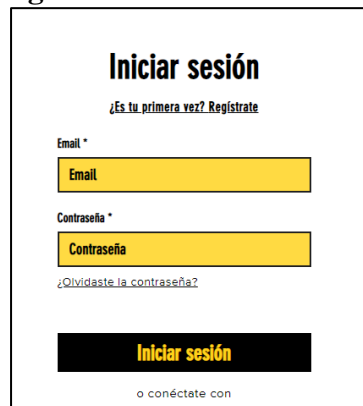 Iniciar sesión
¿Es tu primera vez? Regístrate
Email *
Email
Contraseña *
Contraseña
¿Olvidaste la contraseña?
Iniciar sesión
o conéctate con